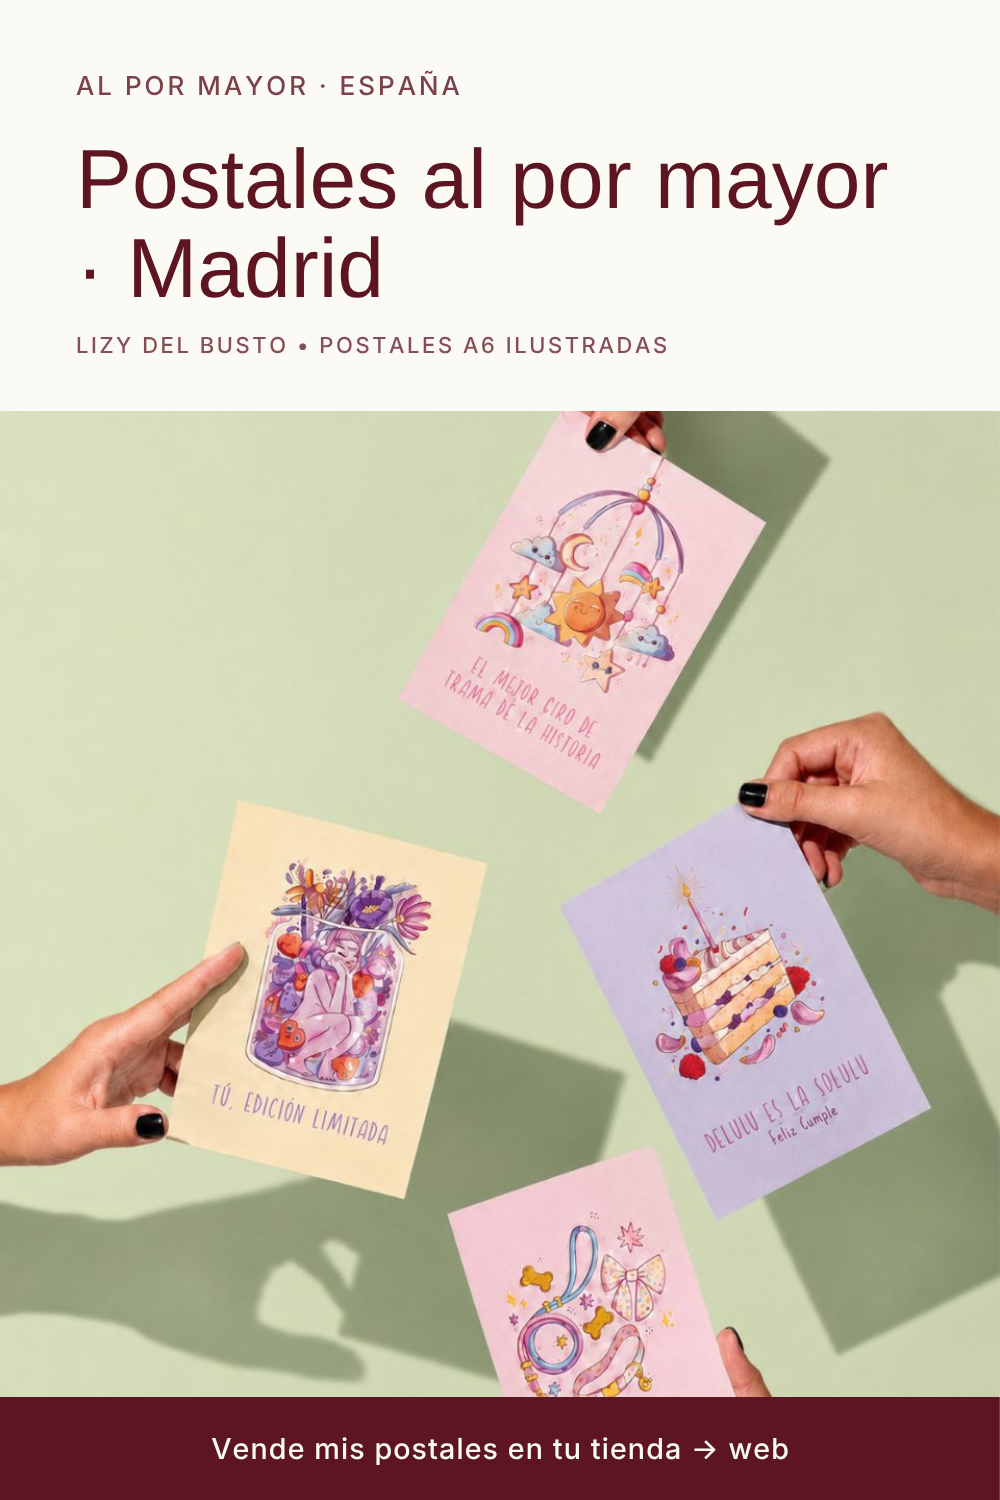 AL POR MAYOR · ESPAÑA
Postales al por mayor
· Madrid
LIZY DEL BUSTO • POSTALES A6 ILUSTRADAS
EL MEJOR GIRO DE
TRAMA DE LA HISTORIA
TÚ, EDICIÓN LIMITADA
DELULU ES LA SOLULU
Feliz Cumple
Vende mis postales en tu tienda → web